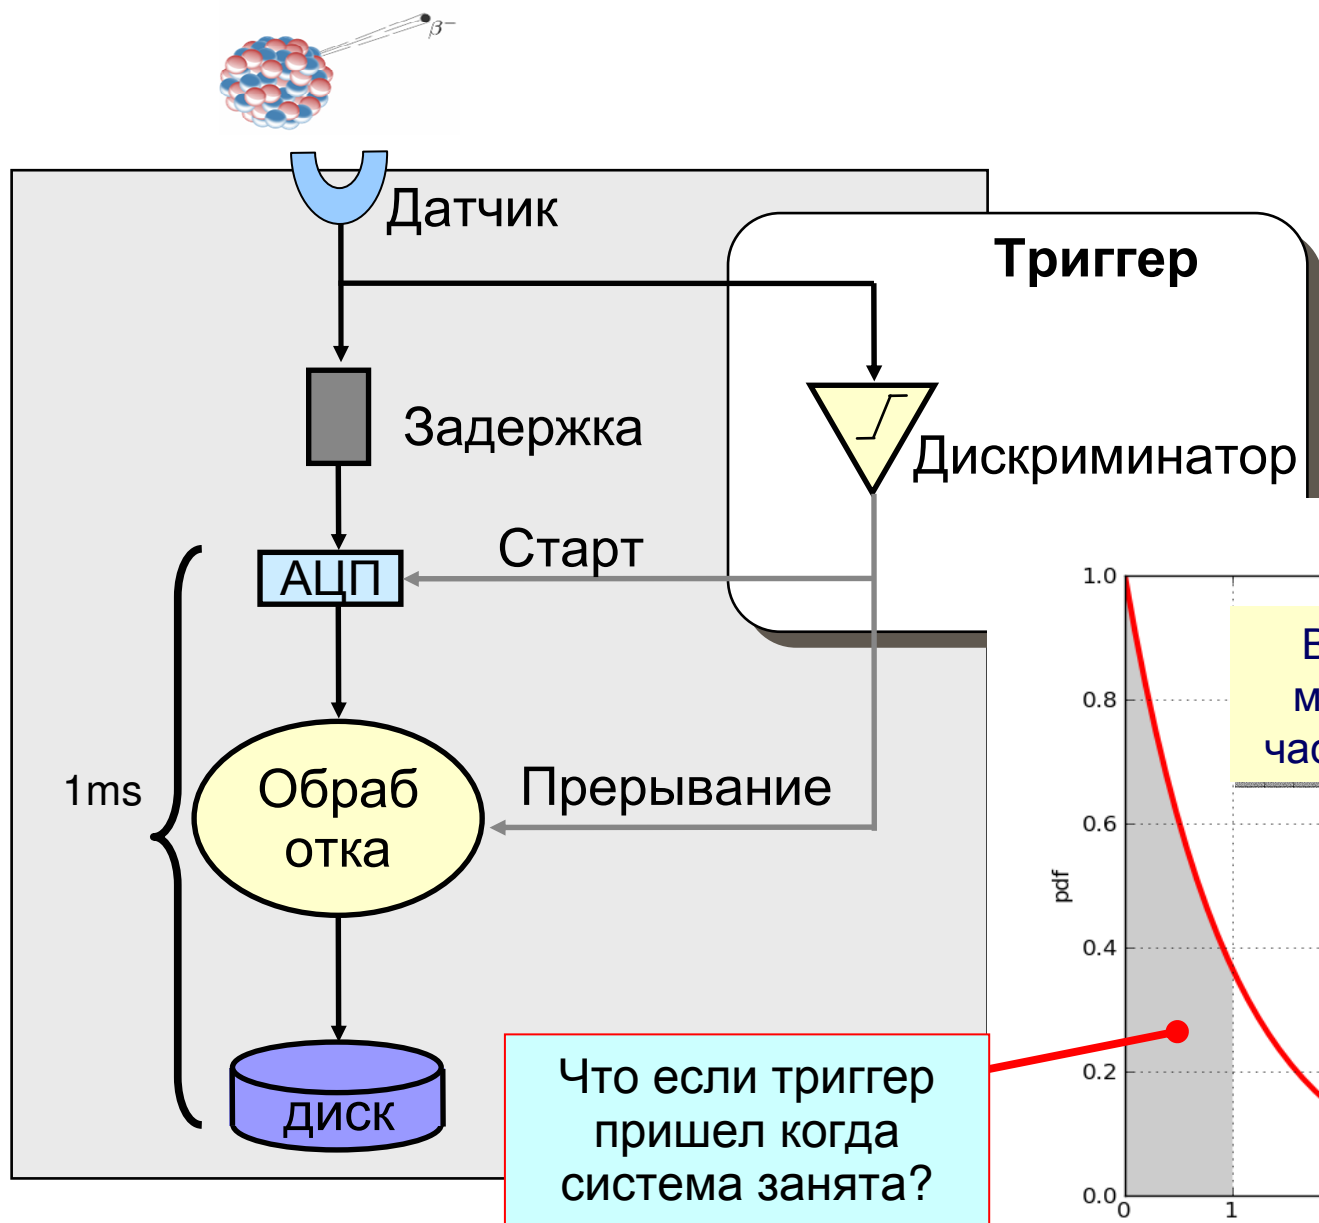 β⁻
Датчик
Триггер
Задержка
Дискриминатор
Старт
АЦП
1ms
Обраб
отка
Прерывание
диск
Что если триггер
пришел когда
система занята?
1.0
0.8
0.6
0.4
0.2
0.0
pdf
0
1